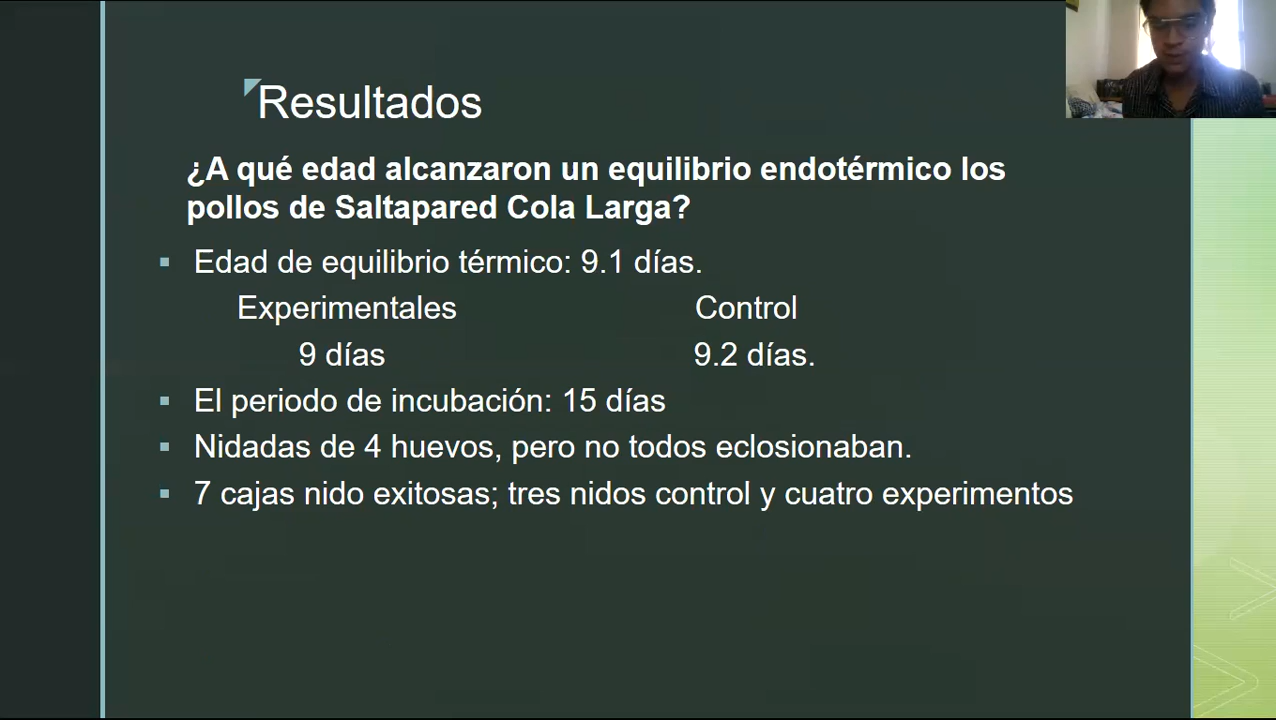 Resultados
¿A qué edad alcanzaron un equilibrio endotérmico los
pollos de Saltapared Cola Larga?
▪ Edad de equilibrio térmico: 9.1 días.
Experimentales Control
9 días 9.2 días.
▪ El periodo de incubación: 15 días
▪ Nidadas de 4 huevos, pero no todos eclosionaban.
▪ 7 cajas nido exitosas; tres nidos control y cuatro experimentos